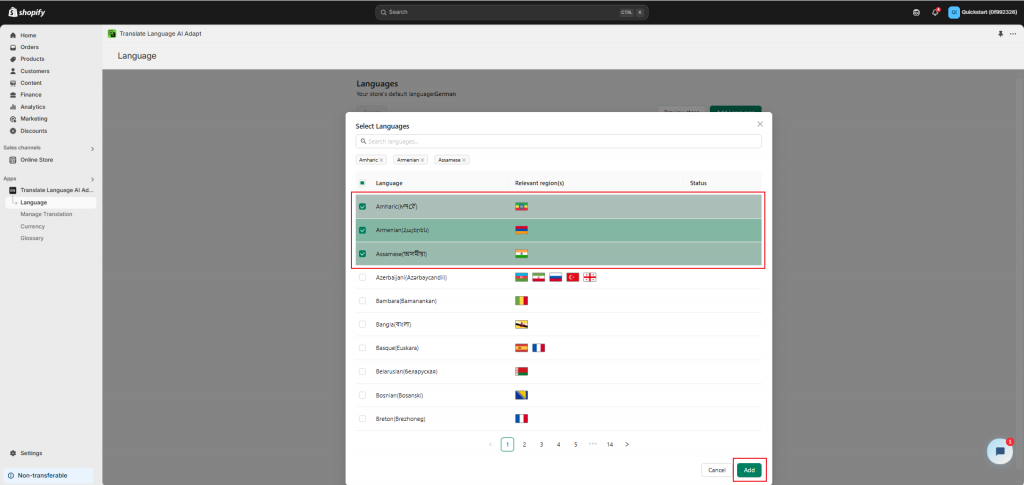 shopify
Search
CTRL K
Quickstart (0f992326)
Home
Orders
Products
Customers
Content
Finance
Analytics
Marketing
Discounts
Sales channels
Online Store
Apps
Translate Language AI Ad...
Language
Manage Translation
Currency
Glossary
Settings
Non-transferable
Translate Language AI Adapt
Language
Languages
Your store's default language:German
Select Languages
Search languages...
Amharic
Armenian
Assamese
Language Relevant region(s) Status
Amharic(አማርኛ)
Armenian(Հայերեն)
Assamese(অসমীয়া)
Azerbaijani(Azərbaycandili)
Bambara(Bamanankan)
Bangla(বাংলা)
Basque(Euskara)
Belarusian(беларуская)
Bosnian(Bosanski)
Breton(Brezhoneg)
1 2 3 4 5 ••• 14
Cancel Add
1